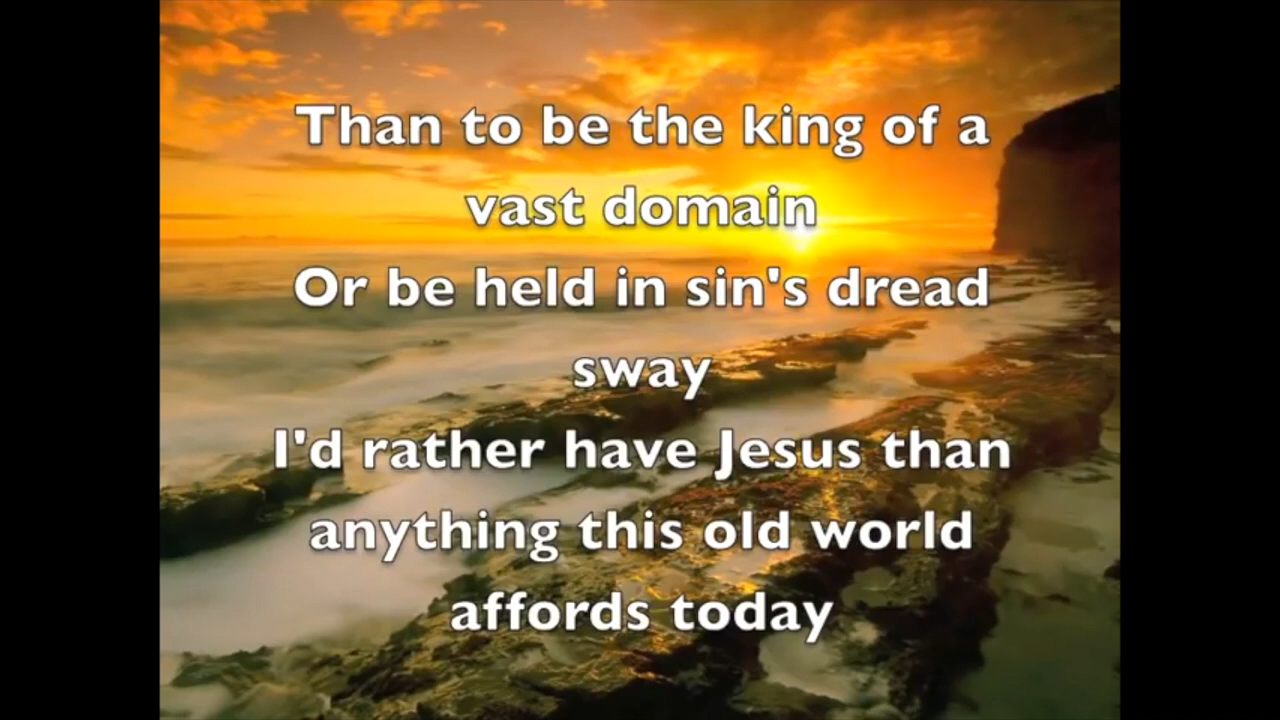 Than to be the king of a
vast domain
Or be held in sin's dread
sway
I'd rather have Jesus than
anything this old world
affords today